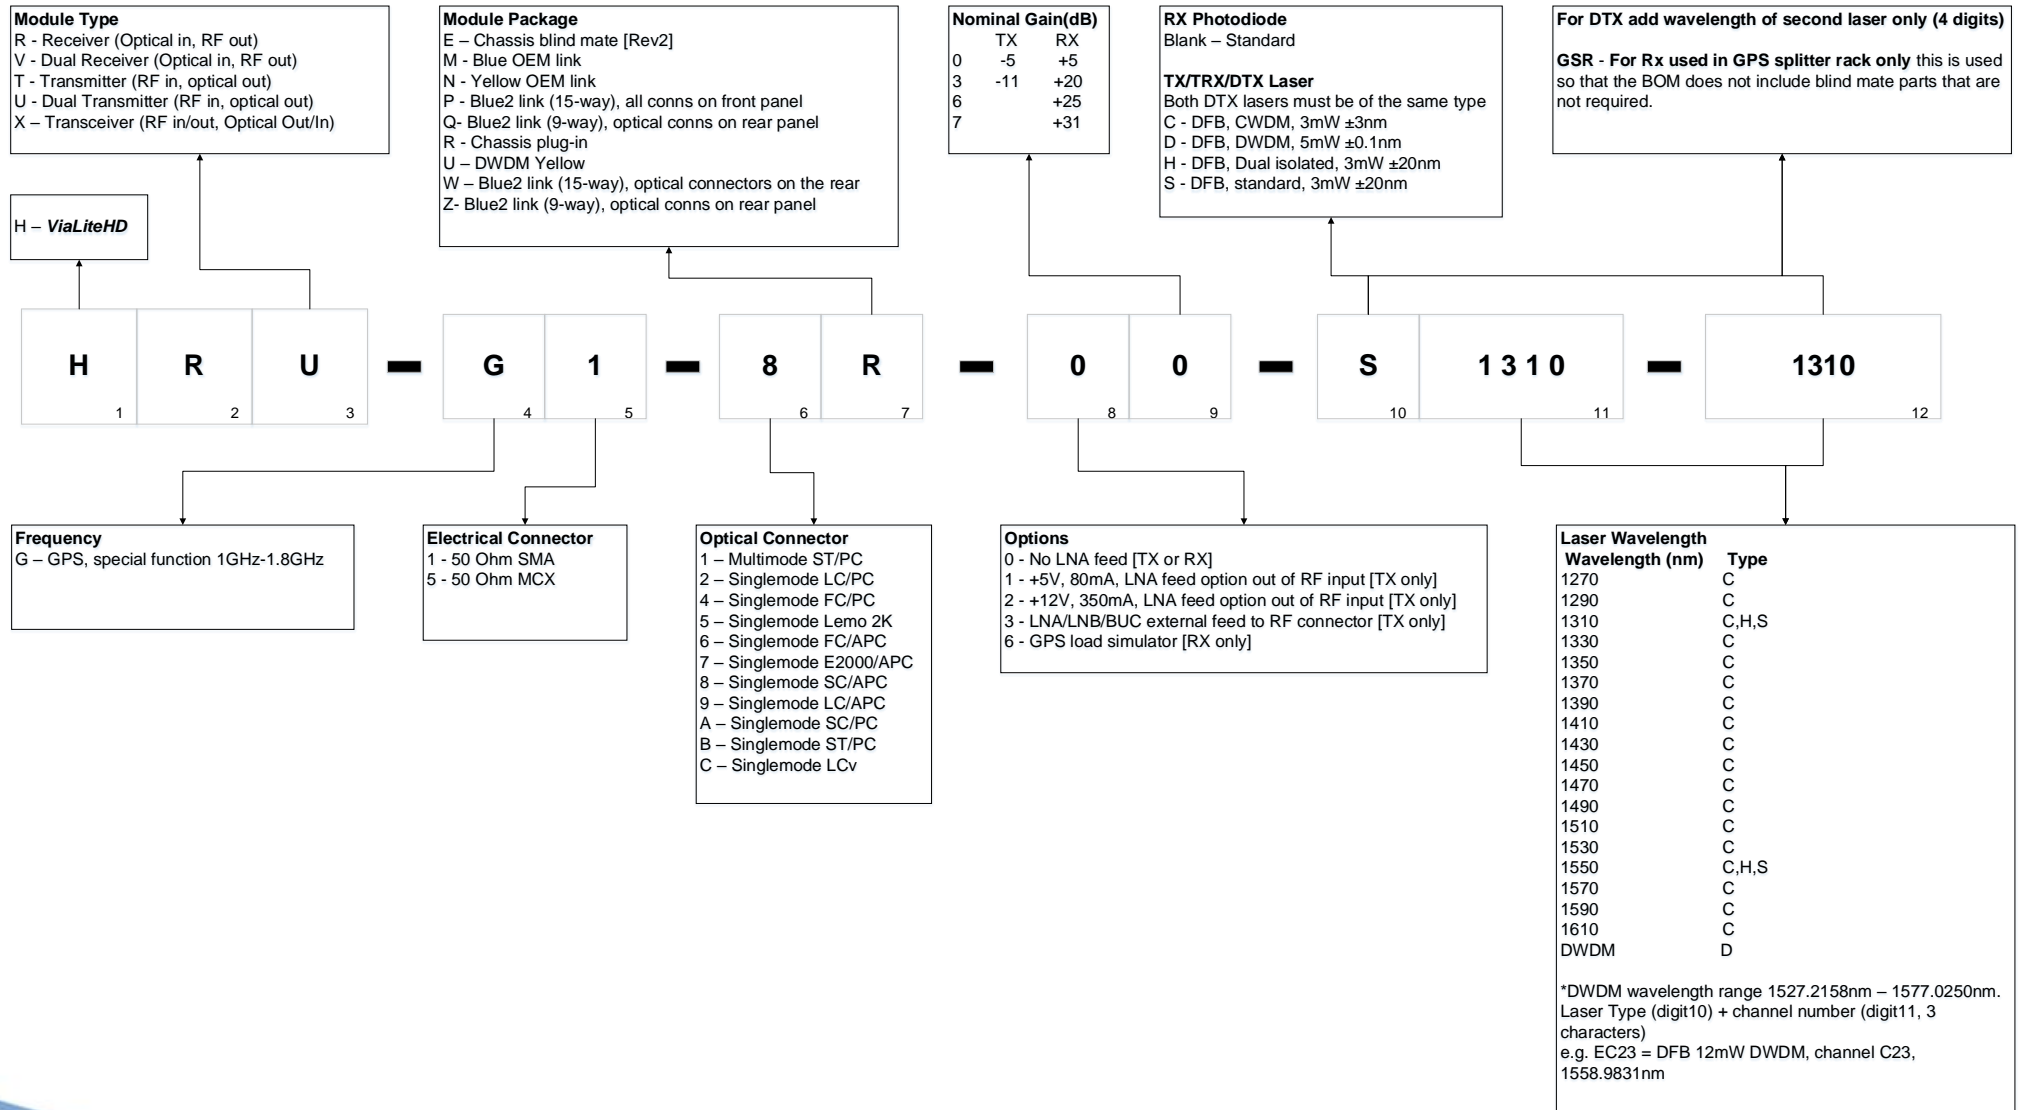 Module Type
R - Receiver (Optical in, RF out)
V - Dual Receiver (Optical in, RF out)
T - Transmitter (RF in, optical out)
U - Dual Transmitter (RF in, optical out)
X – Transceiver (RF in/out, Optical Out/In)
Module Package
E – Chassis blind mate [Rev2]
M - Blue OEM link
N - Yellow OEM link
P - Blue2 link (15-way), all conns on front panel
Q- Blue2 link (9-way), optical conns on rear panel
R - Chassis plug-in
U – DWDM Yellow
W – Blue2 link (15-way), optical connectors on the rear
Z- Blue2 link (9-way), optical conns on rear panel
Nominal Gain(dB)
TX RX
0 -5 +5
3 -11 +20
6 +25
7 +31
RX Photodiode
Blank – Standard
TX/TRX/DTX Laser
Both DTX lasers must be of the same type
C - DFB, CWDM, 3mW ±3nm
D - DFB, DWDM, 5mW ±0.1nm
H - DFB, Dual isolated, 3mW ±20nm
S - DFB, standard, 3mW ±20nm
For DTX add wavelength of second laser only (4 digits)
GSR - For Rx used in GPS splitter rack only this is used
so that the BOM does not include blind mate parts that are
not required.
H – ViaLiteHD
H R U - G 1 - 8 R - 0 0 - S 1 3 1 0 - 1310
1 2 3 4 5 6 7 8 9 10 11 12
Frequency
G – GPS, special function 1GHz-1.8GHz
Electrical Connector
1 - 50 Ohm SMA
5 - 50 Ohm MCX
Optical Connector
1 – Multimode ST/PC
2 – Singlemode LC/PC
4 – Singlemode FC/PC
5 – Singlemode Lemo 2K
6 – Singlemode FC/APC
7 – Singlemode E2000/APC
8 – Singlemode SC/APC
9 – Singlemode LC/APC
A – Singlemode SC/PC
B – Singlemode ST/PC
C – Singlemode LCv
Options
0 - No LNA feed [TX or RX]
1 - +5V, 80mA, LNA feed option out of RF input [TX only]
2 - +12V, 350mA, LNA feed option out of RF input [TX only]
3 - LNA/LNB/BUC external feed to RF connector [TX only]
6 - GPS load simulator [RX only]
Laser Wavelength
Wavelength (nm) Type
1270 C
1290 C
1310 C,H,S
1330 C
1350 C
1370 C
1390 C
1410 C
1430 C
1450 C
1470 C
1490 C
1510 C
1530 C
1550 C,H,S
1570 C
1590 C
1610 C
DWDM D
*DWDM wavelength range 1527.2158nm – 1577.0250nm.
Laser Type (digit10) + channel number (digit11, 3
characters)
e.g. EC23 = DFB 12mW DWDM, channel C23,
1558.9831nm